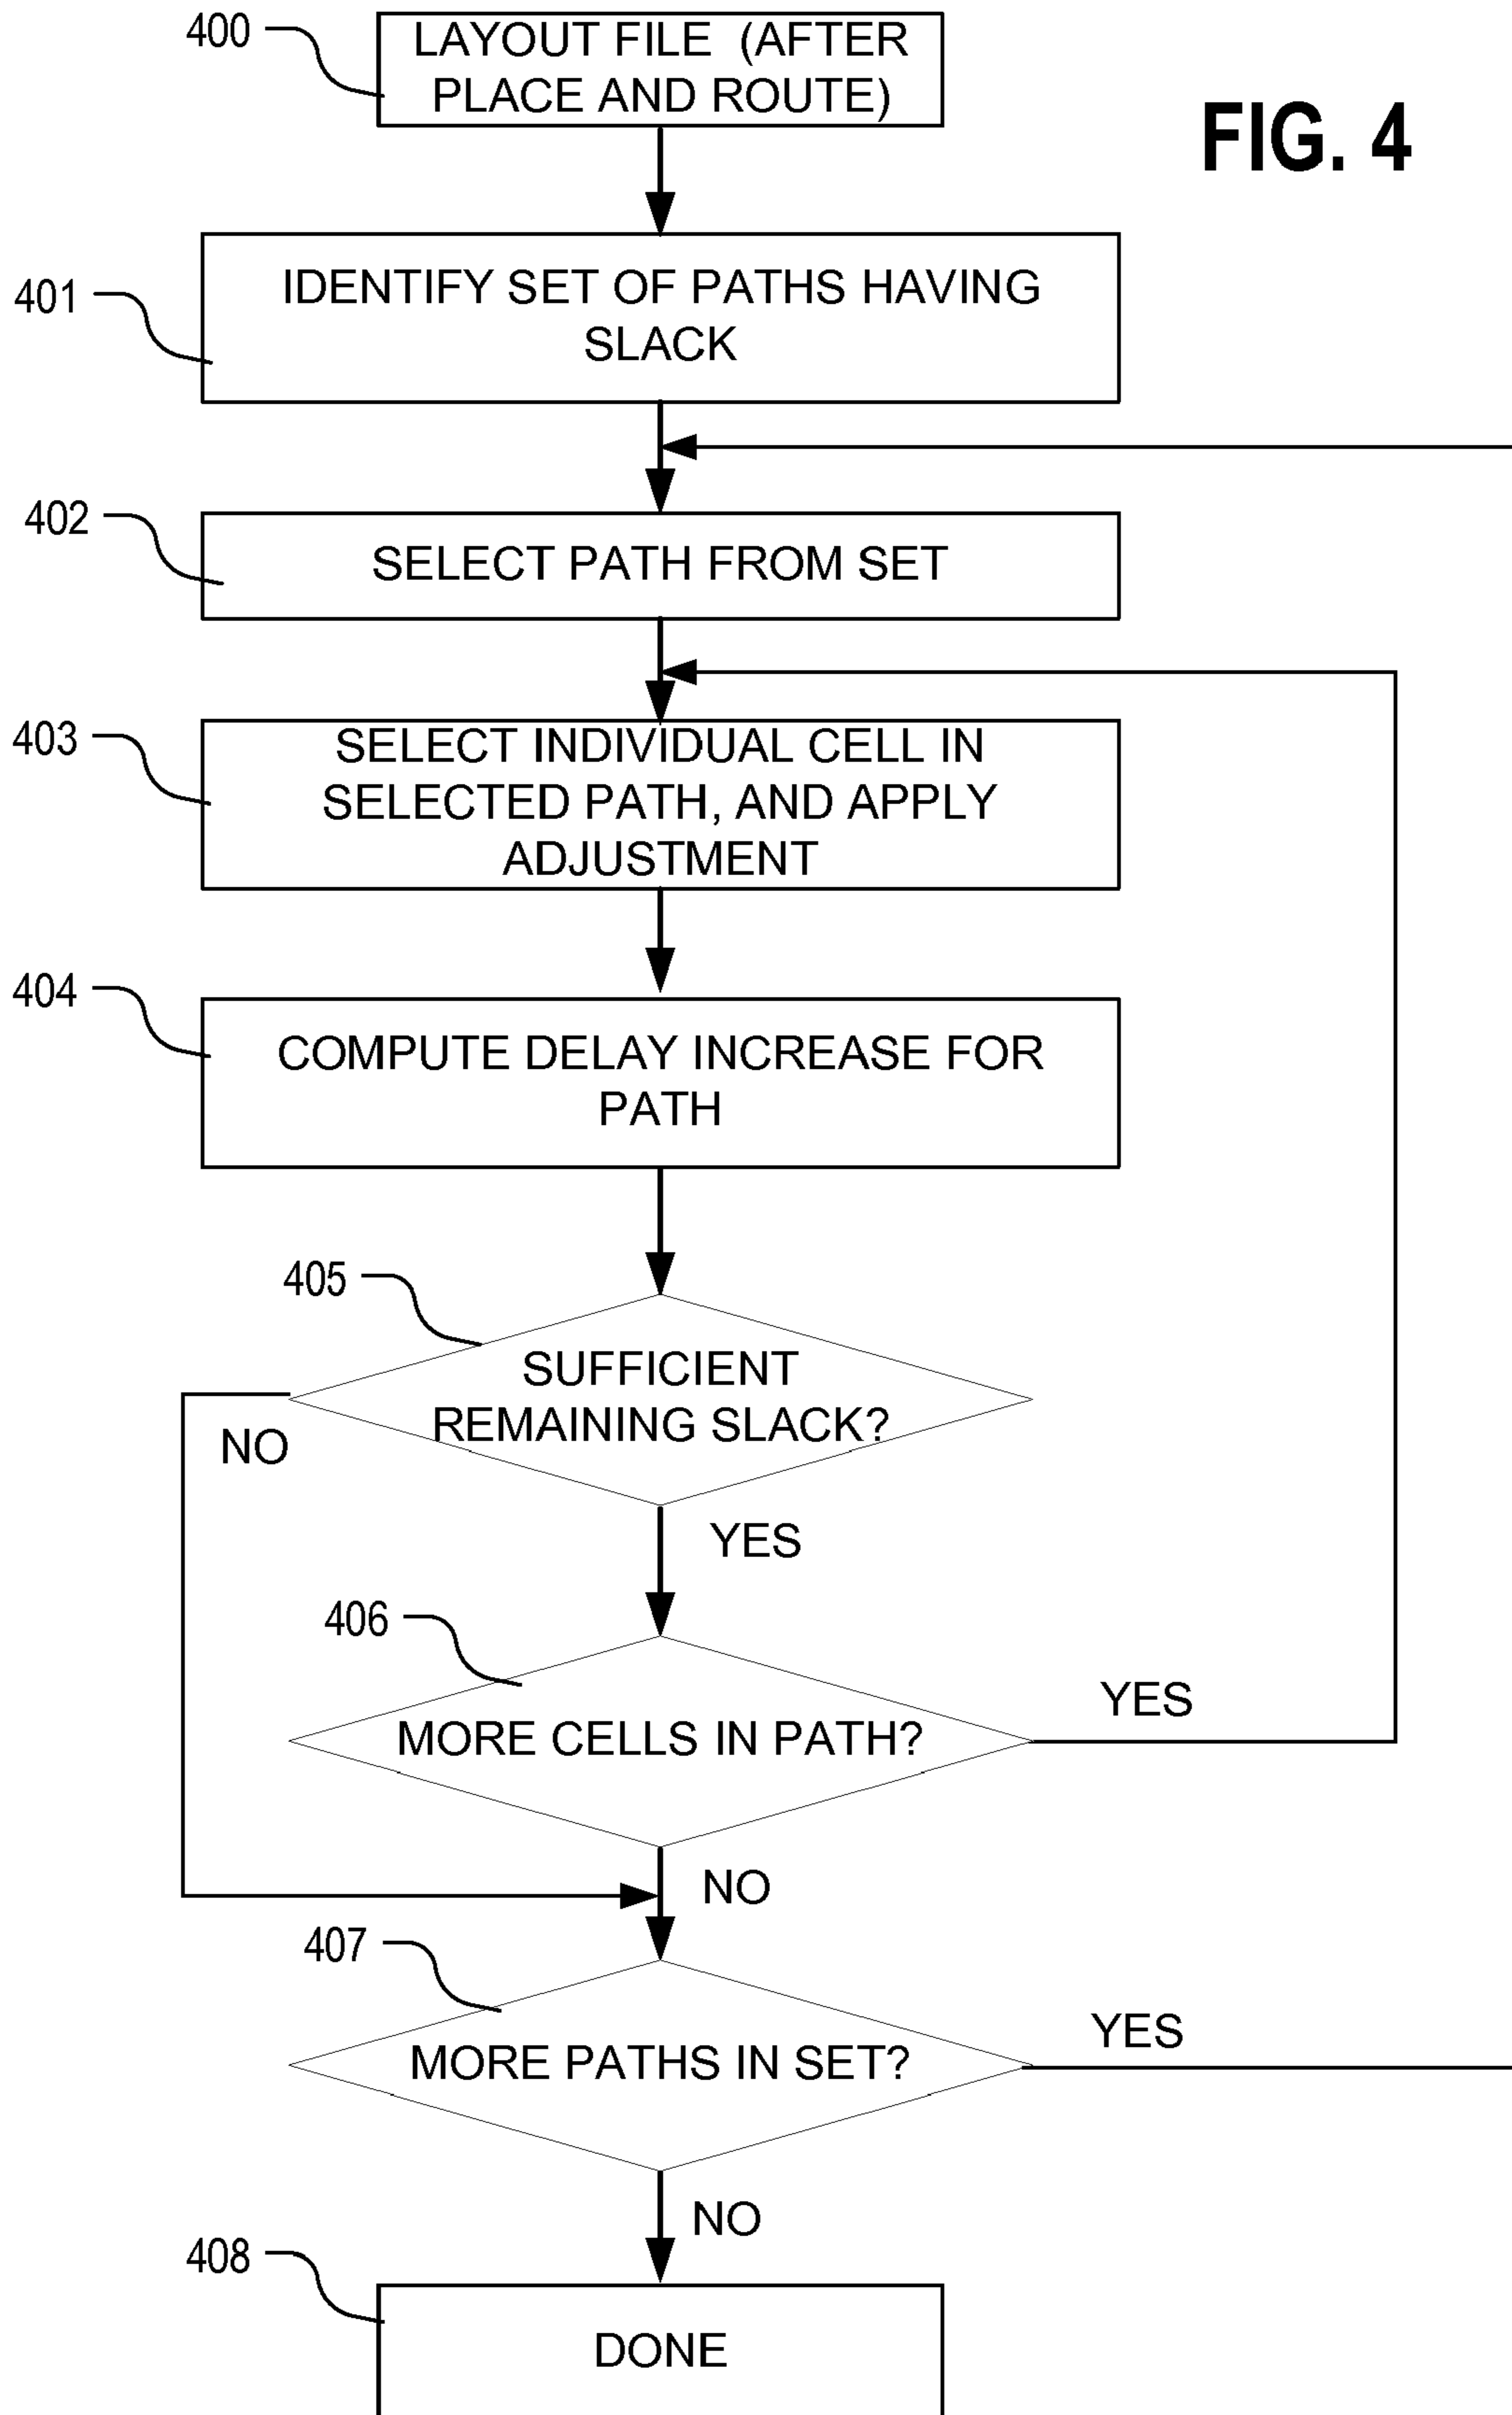 400
LAYOUT FILE (AFTER
PLACE AND ROUTE)
FIG. 4
401
IDENTIFY SET OF PATHS HAVING
SLACK
402
SELECT PATH FROM SET
403
SELECT INDIVIDUAL CELL IN
SELECTED PATH, AND APPLY
ADJUSTMENT
404
COMPUTE DELAY INCREASE FOR
PATH
405
SUFFICIENT
REMAINING SLACK?
NO
YES
406
MORE CELLS IN PATH?
YES
NO
407
MORE PATHS IN SET?
YES
NO
408
DONE